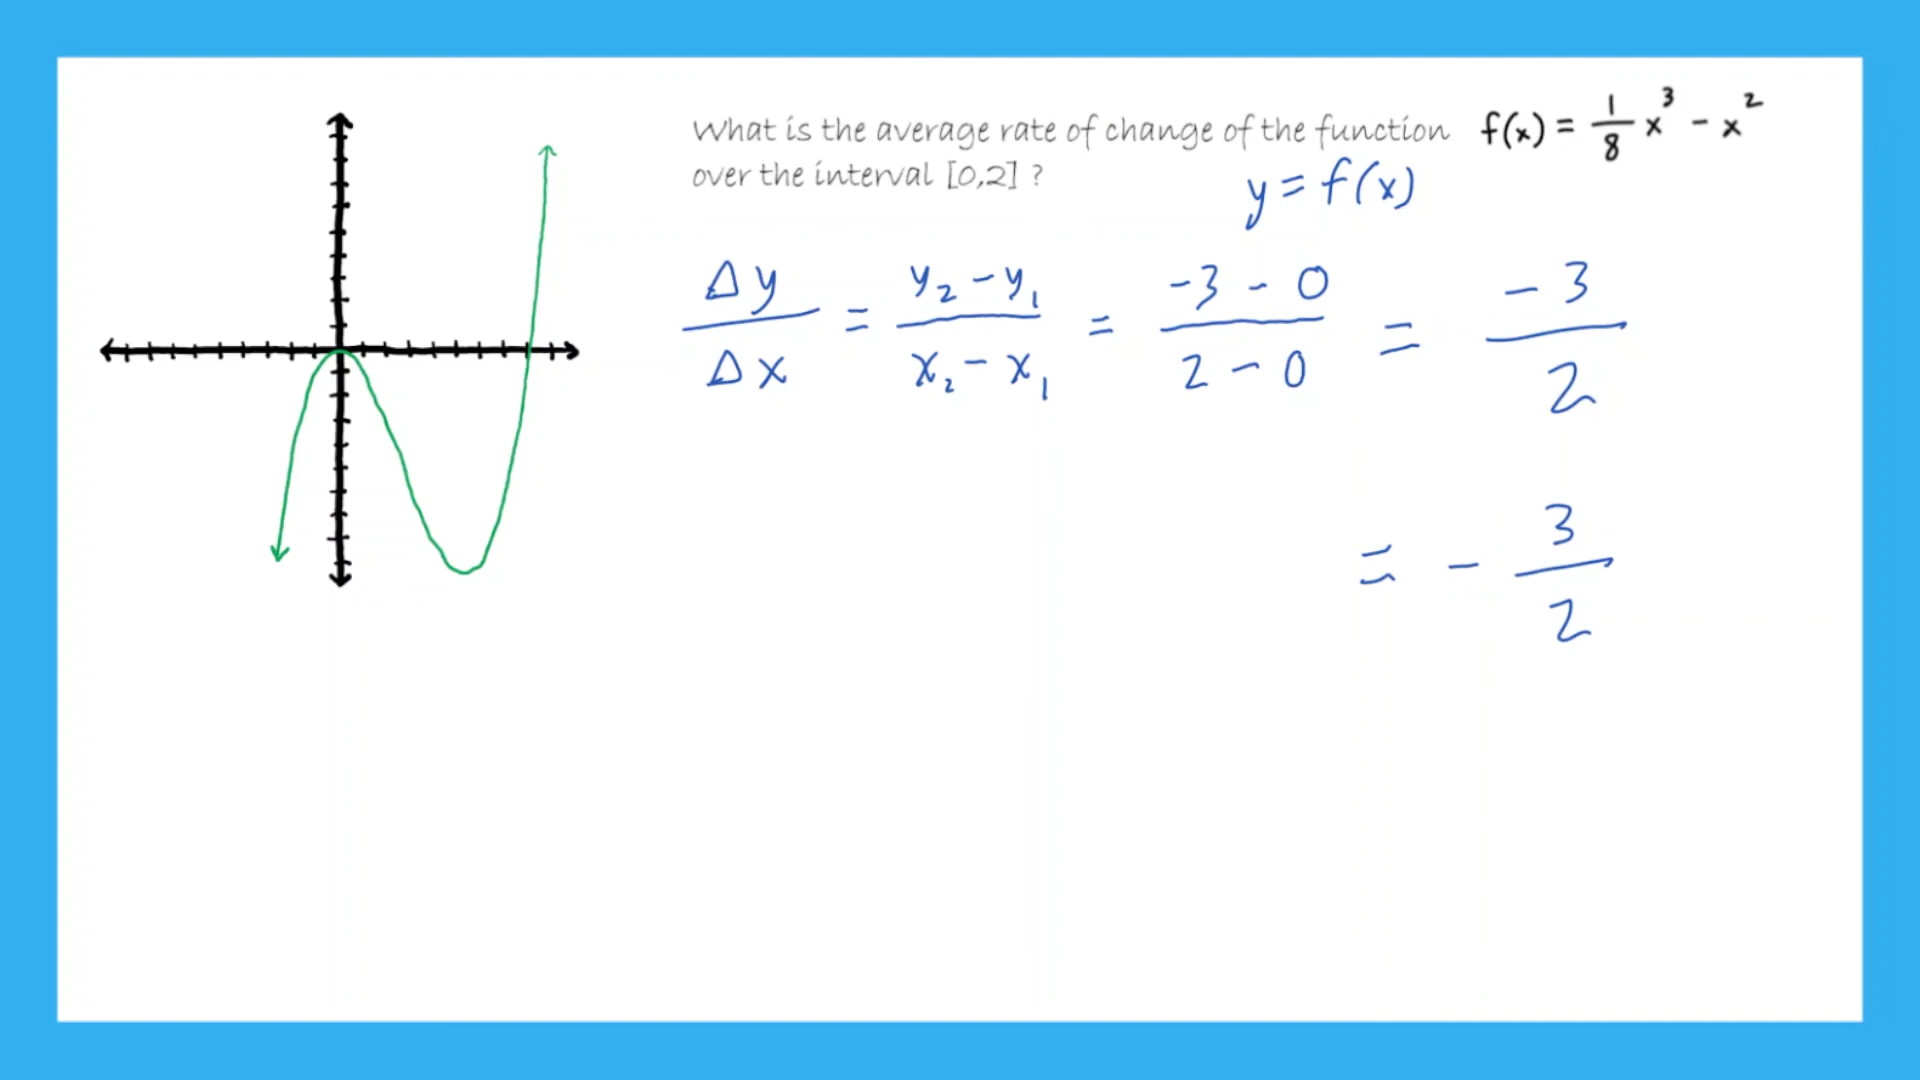 What is the average rate of change of the function f(x) = 1/8 x³ - x²
over the interval [0,2] ?
y = f(x)
Δy/Δx = (y₂ - y₁)/(x₂ - x₁) = (-3 - 0)/(2 - 0) = -3/2
= - 3/2